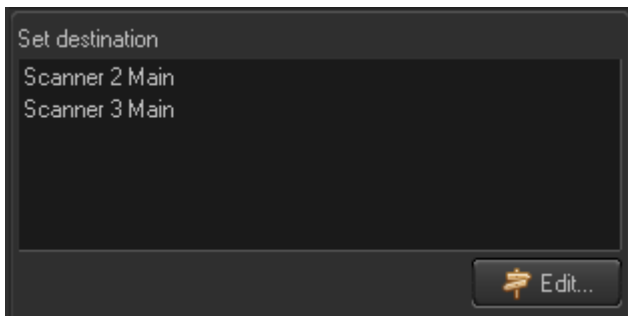 Set destination
Scanner 2 Main
Scanner 3 Main
Edit...